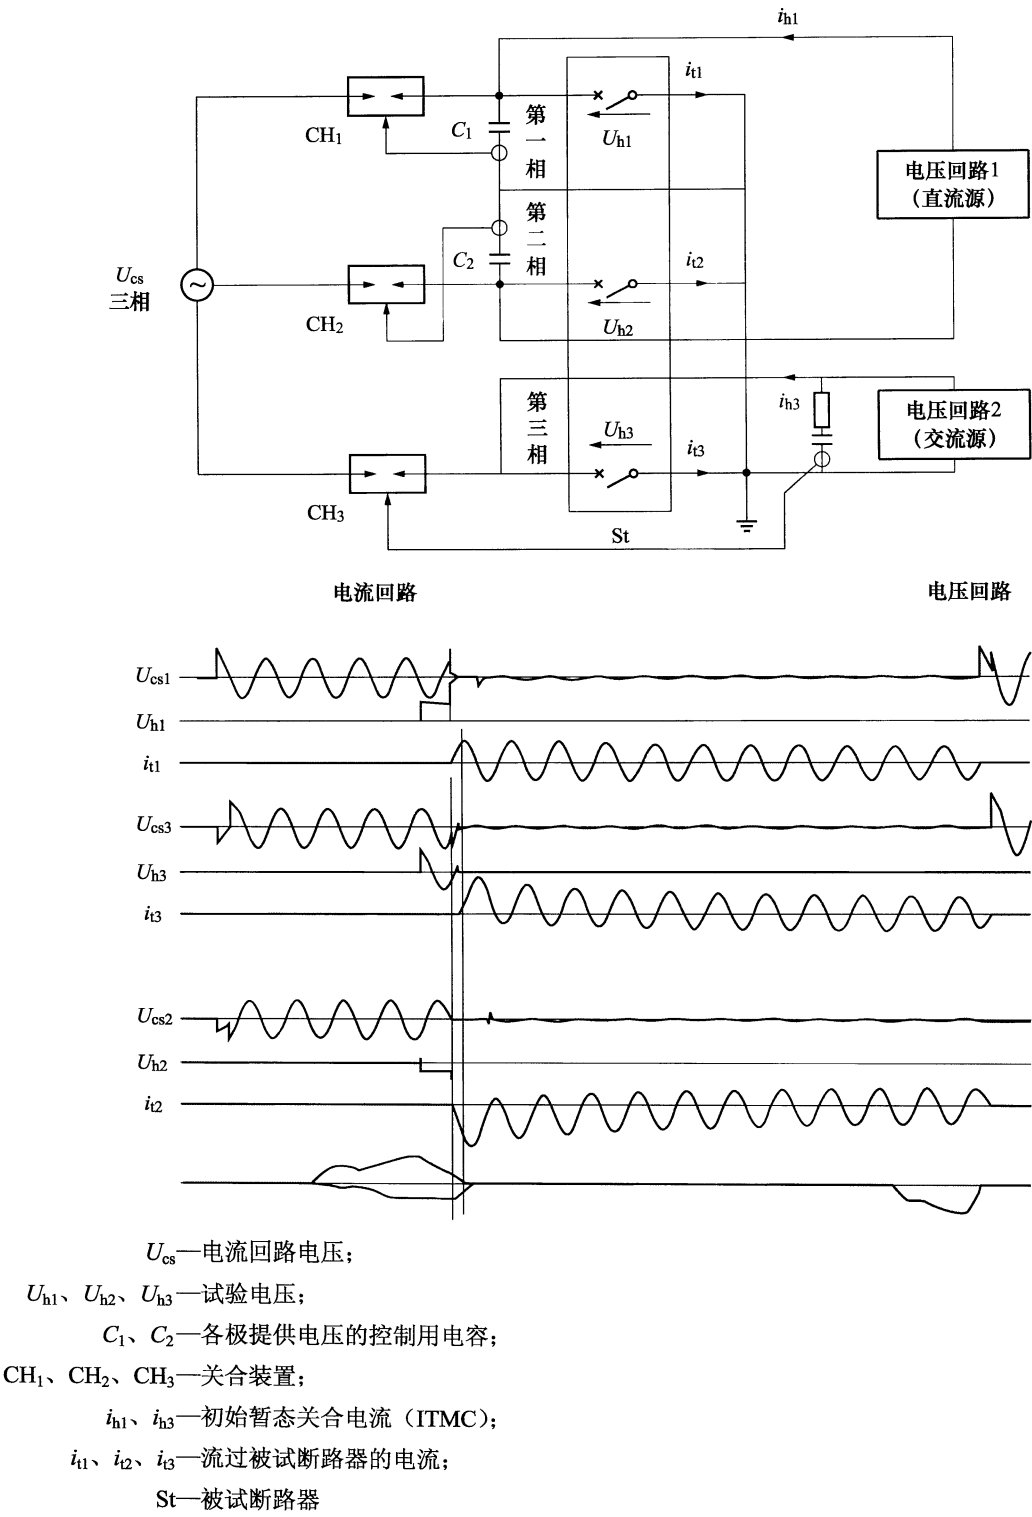 ih1
it1
CH1
C1
第一相
Uh1
电压回路1
（直流源）
第二相
C2
Ucs
三相
it2
CH2
Uh2
第三相
ih3
电压回路2
（交流源）
Uh3
it3
CH3
St
电流回路
电压回路
Ucs1
Uh1
it1
Ucs3
Uh3
it3
Ucs2
Uh2
it2
Ucs—电流回路电压；
Uh1、Uh2、Uh3—试验电压；
C1、C2—各极提供电压的控制用电容；
CH1、CH2、CH3—关合装置；
ih1、ih3—初始暂态关合电流（ITMC）；
it1、it2、it3—流过被试断路器的电流；
St—被试断路器